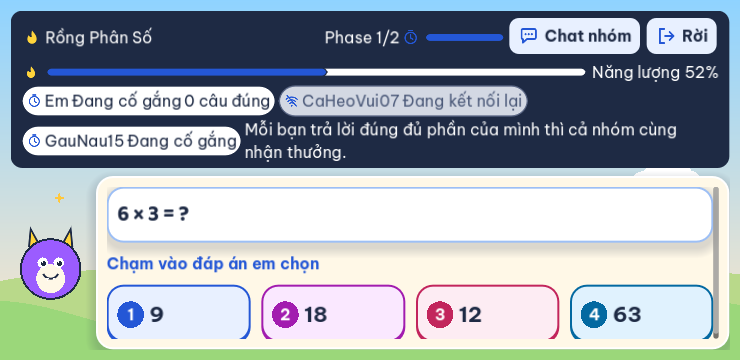 Rồng Phân Số
Phase 1/2
Chat nhóm
Rời
Năng lượng 52%
Em Đang cố gắng 0 câu đúng
CaHeoVui07 Đang kết nối lại
GauNau15 Đang cố gắng
Mỗi bạn trả lời đúng đủ phần của mình thì cả nhóm cùng
nhận thưởng.
6 × 3 = ?
Chạm vào đáp án em chọn
1 9
2 18
3 12
4 63